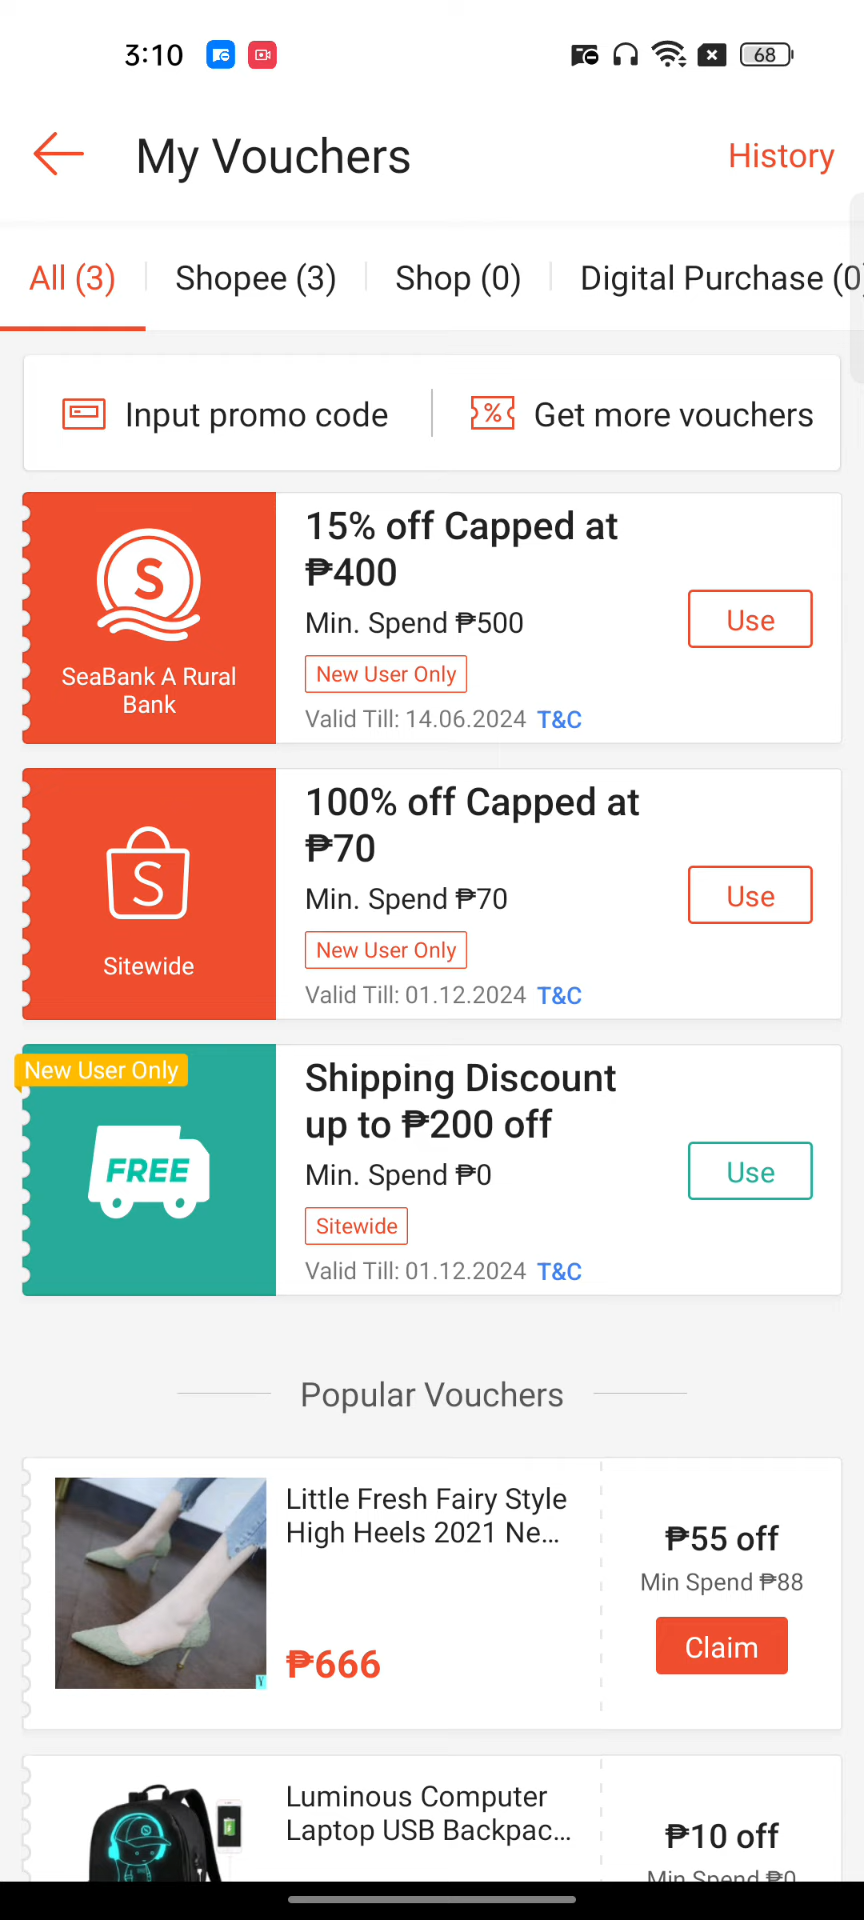 3:10
68
My Vouchers
History
All (3)
Shopee (3)
Shop (0)
Digital Purchase (0)
Input promo code
Get more vouchers
15% off Capped at
₱400
Min. Spend ₱500
New User Only
Valid Till: 14.06.2024 T&C
Use
S
SeaBank A Rural
Bank
100% off Capped at
₱70
Min. Spend ₱70
New User Only
Valid Till: 01.12.2024 T&C
Use
S
Sitewide
New User Only
FREE
Shipping Discount
up to ₱200 off
Min. Spend ₱0
Sitewide
Valid Till: 01.12.2024 T&C
Use
Popular Vouchers
Little Fresh Fairy Style
High Heels 2021 Ne...
₱666
₱55 off
Min Spend ₱88
Claim
Luminous Computer
Laptop USB Backpac...
₱10 off
Min Spend ₱0